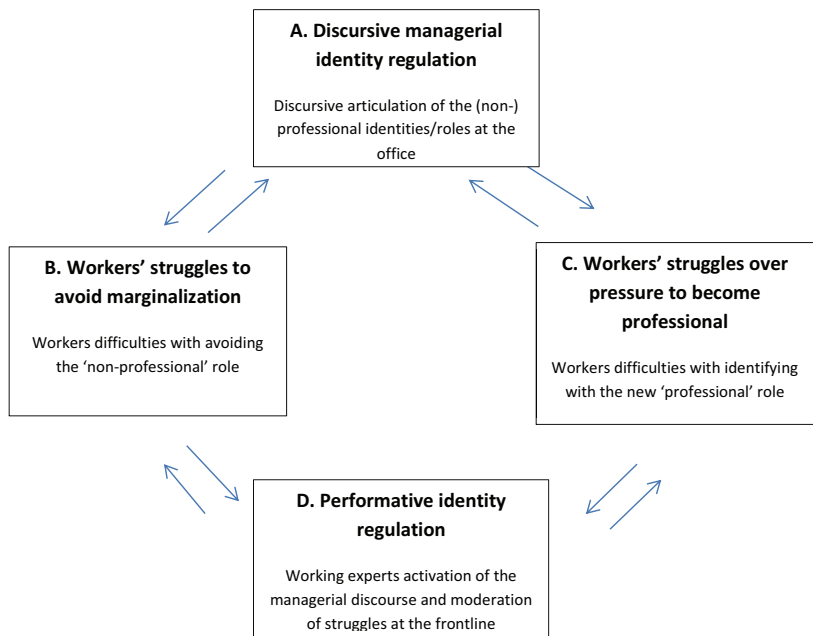 A. Discursive managerial
identity regulation
Discursive articulation of the (non-)
professional identities/roles at the
office
B. Workers’ struggles to
avoid marginalization
Workers difficulties with avoiding
the ‘non-professional’ role
C. Workers’ struggles over
pressure to become
professional
Workers difficulties with identifying
with the new ‘professional’ role
D. Performative identity
regulation
Working experts activation of the
managerial discourse and moderation
of struggles at the frontline